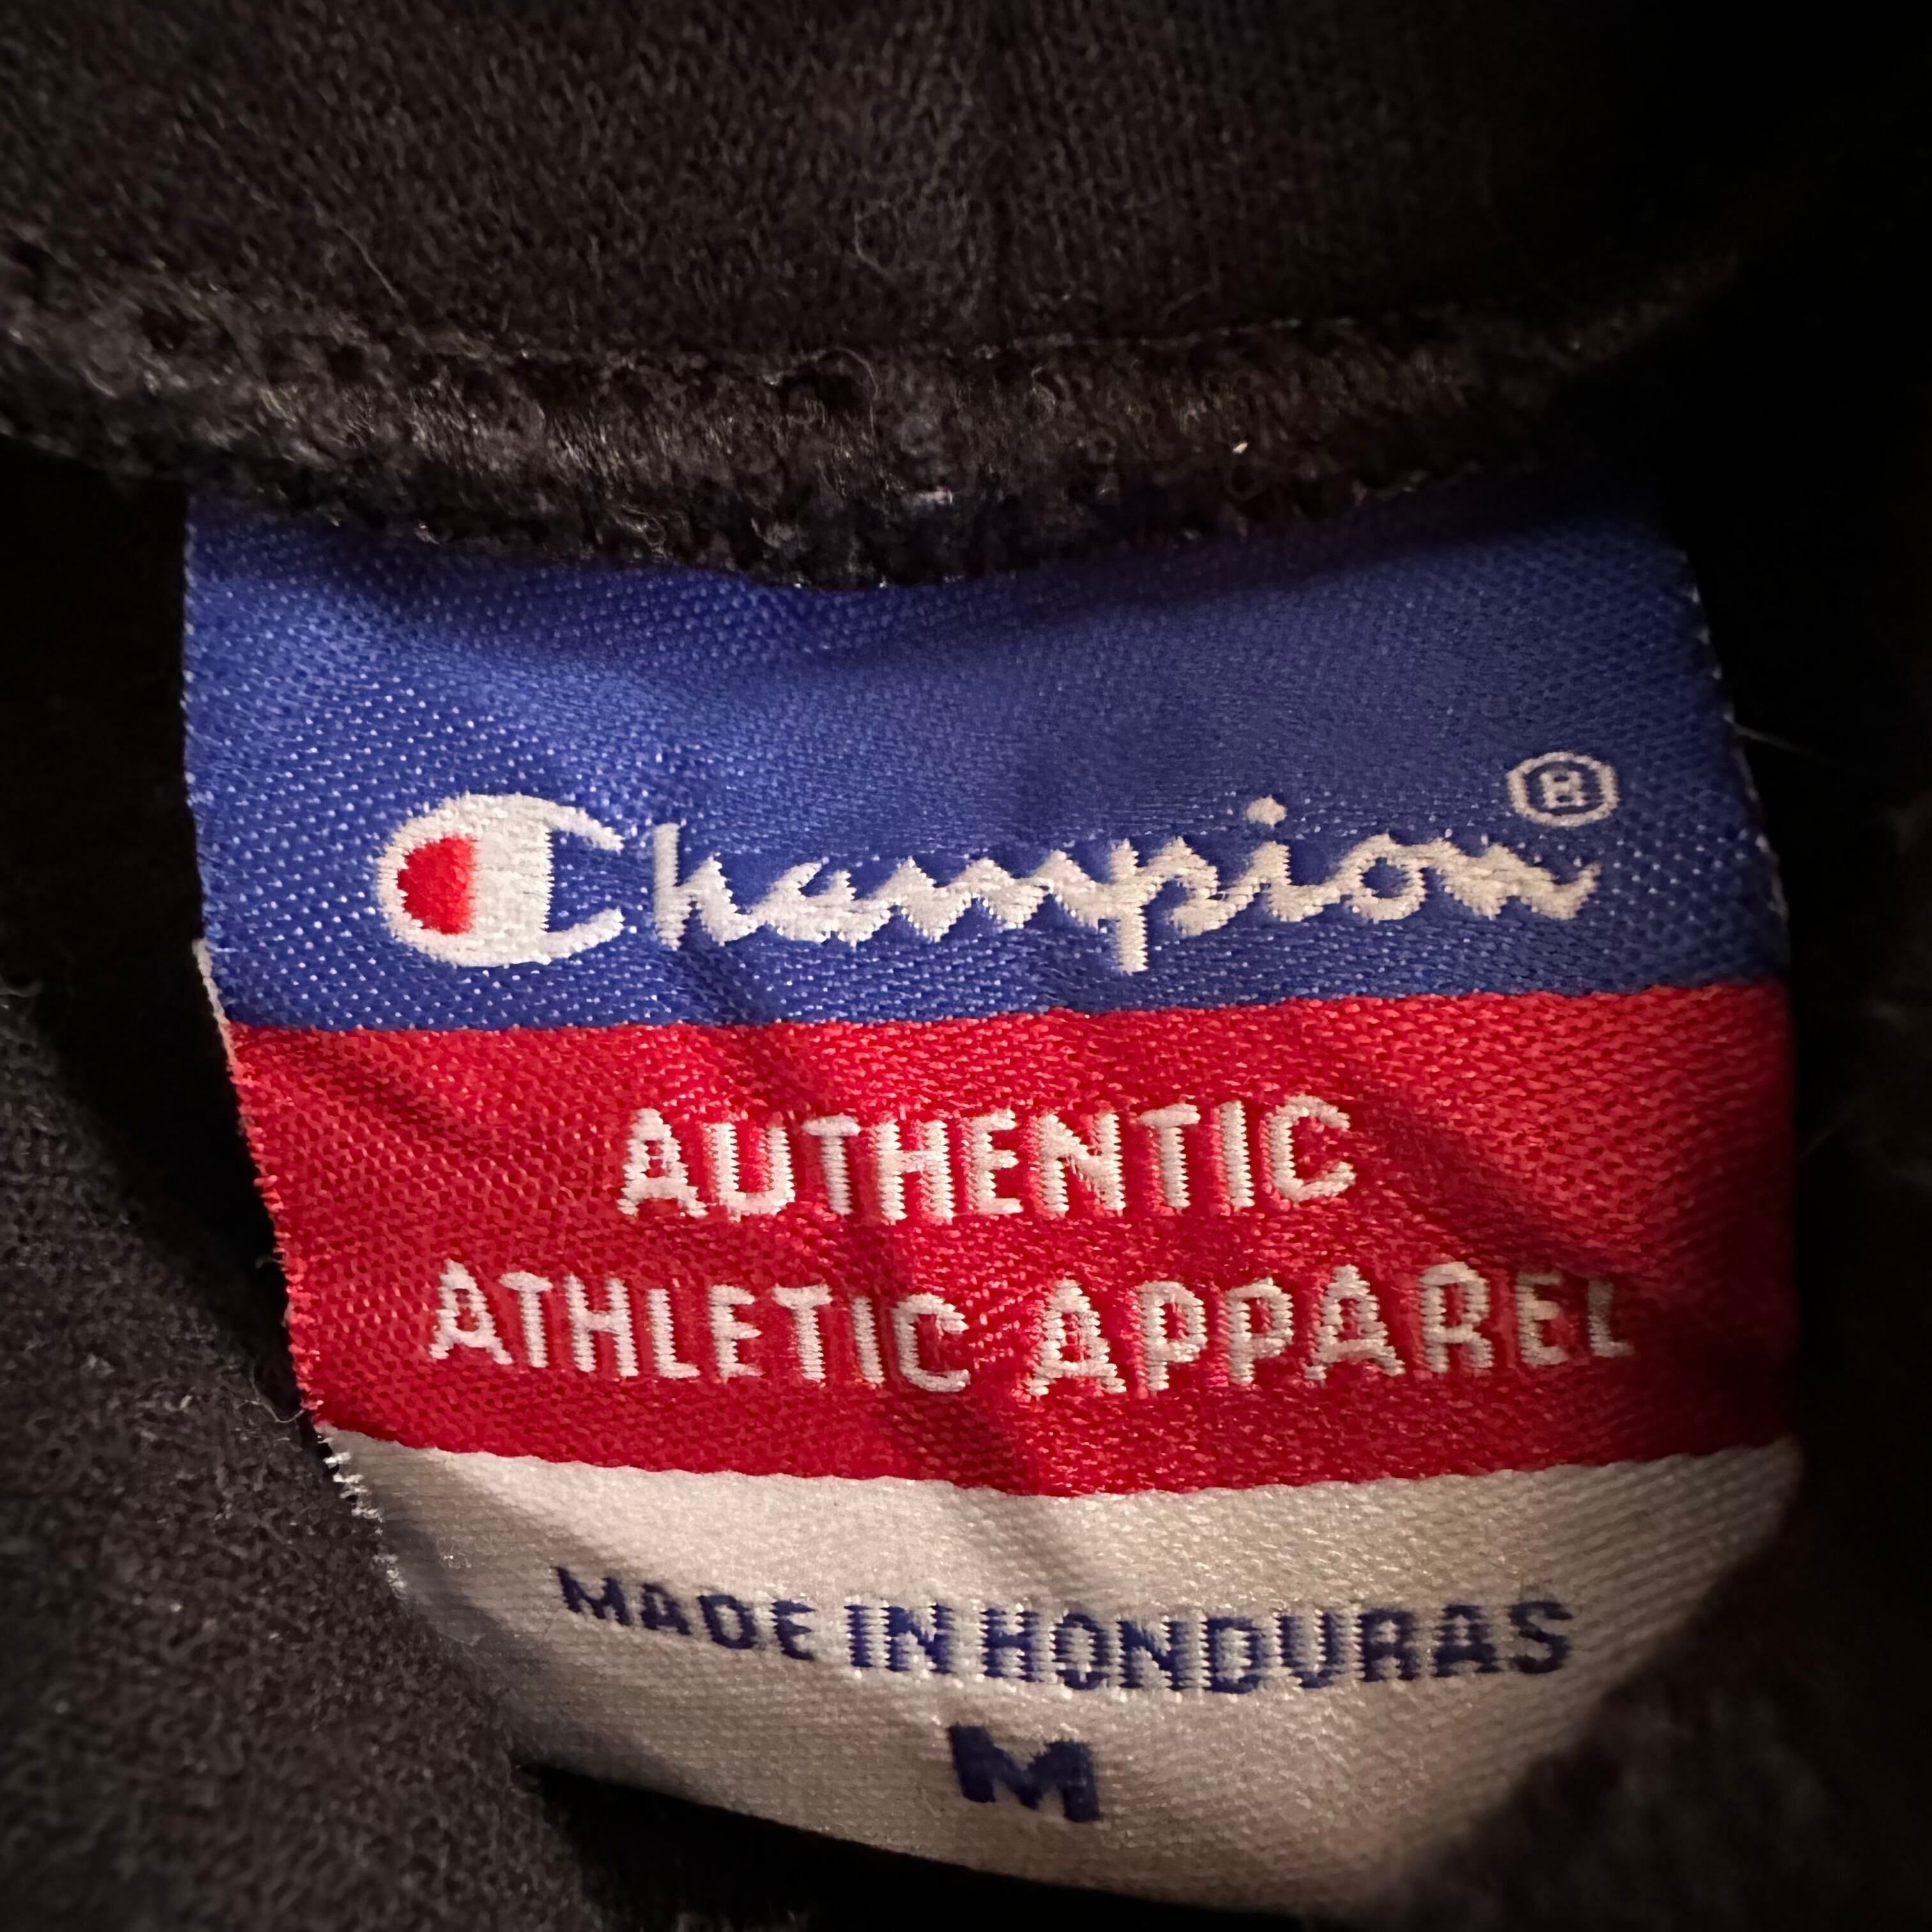 Champion®
AUTHENTIC
ATHLETIC APPAREL
MADE IN HONDURAS
M